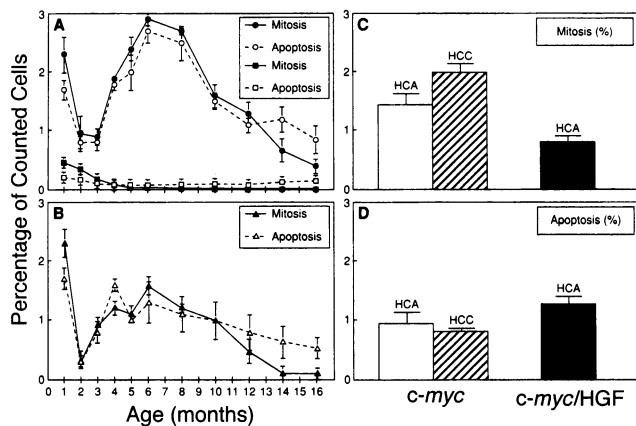 Percentage of Counted Cells
A
3
2
1
0
Mitosis
Apoptosis
Mitosis
Apoptosis
B
3
2
1
0
Mitosis
Apoptosis
0 1 2 3 4 5 6 7 8 9 10 11 12 13 14 15 16
Age (months)
C
3
2
1
0
Mitosis (%)
HCA
HCC
HCA
D
3
2
1
0
Apoptosis (%)
HCA
HCC
HCA
c-myc
c-myc/HGF